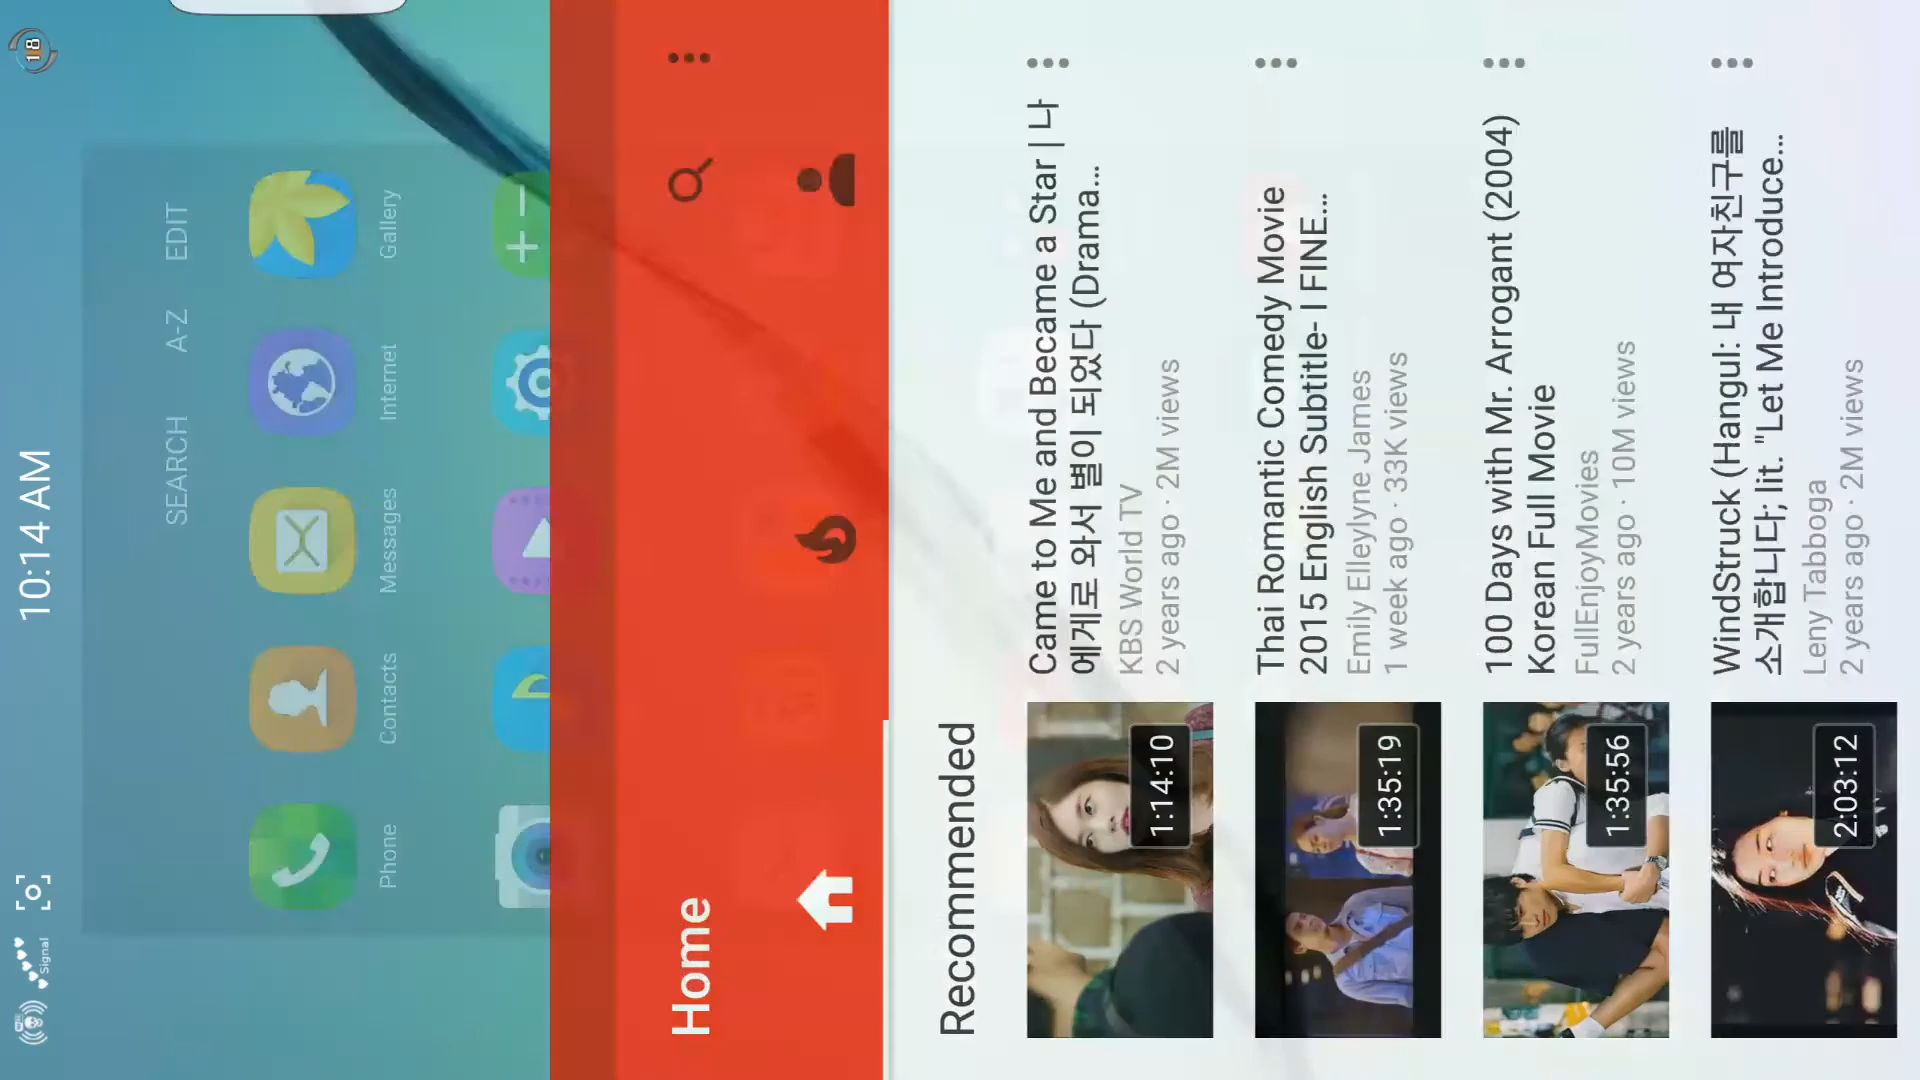 Signal
10:14 AM
18
SEARCH A-Z EDIT
Phone Contacts Messages Internet Gallery
Home
Recommended
Came to Me and Became a Star | 나
에게로 와서 별이 되었다 (Drama...
KBS World TV
2 years ago · 2M views
1:14:10
Thai Romantic Comedy Movie
2015 English Subtitle- I FINE...
Emily Elleylyne James
1 week ago · 33K views
1:35:19
100 Days with Mr. Arrogant (2004)
Korean Full Movie
FullEnjoyMovies
2 years ago · 10M views
1:35:56
WindStruck (Hangul: 내 여자친구를
소개합니다; lit. "Let Me Introduce...
Leny Tabboga
2 years ago · 2M views
2:03:12